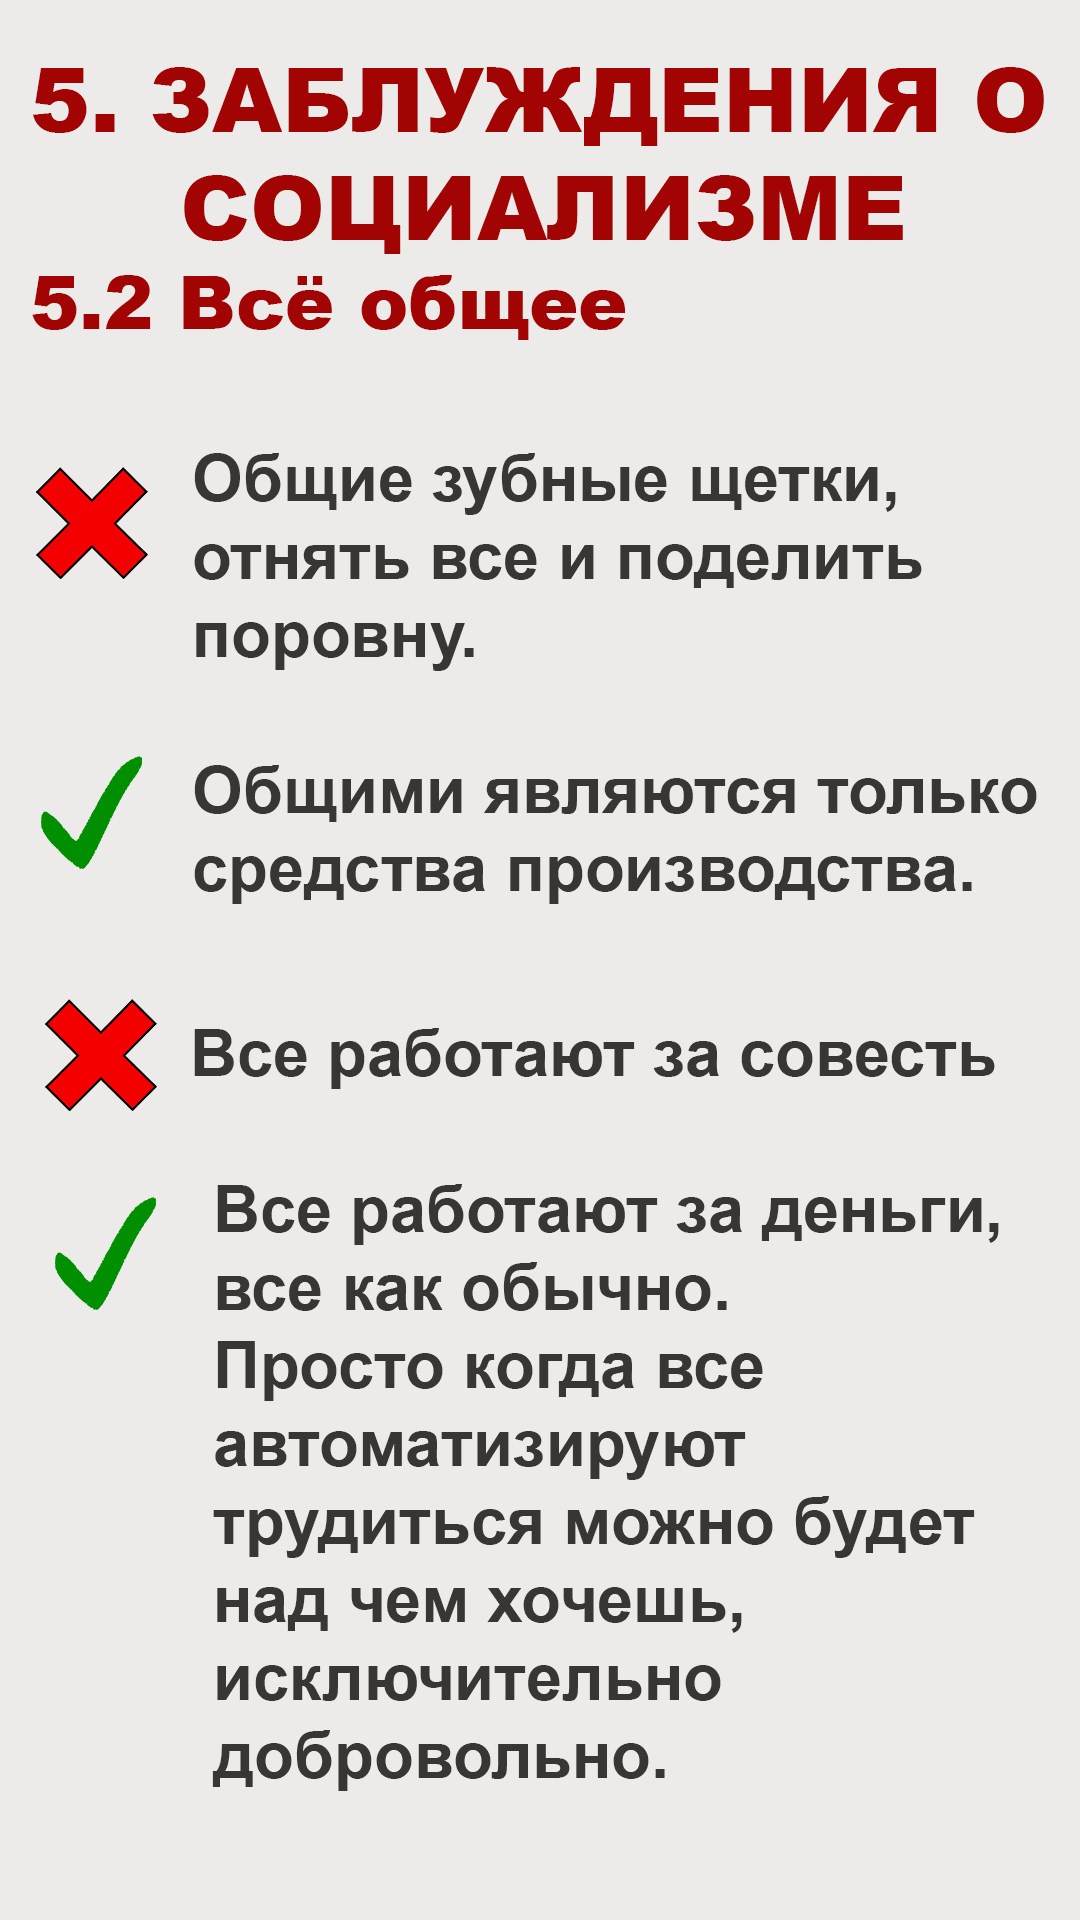 5. ЗАБЛУЖДЕНИЯ О
СОЦИАЛИЗМЕ
5.2 Всё общее
Общие зубные щетки,
отнять все и поделить
поровну.
Общими являются только
средства производства.
Все работают за совесть
Все работают за деньги,
все как обычно.
Просто когда все
автоматизируют
трудиться можно будет
над чем хочешь,
исключительно
добровольно.